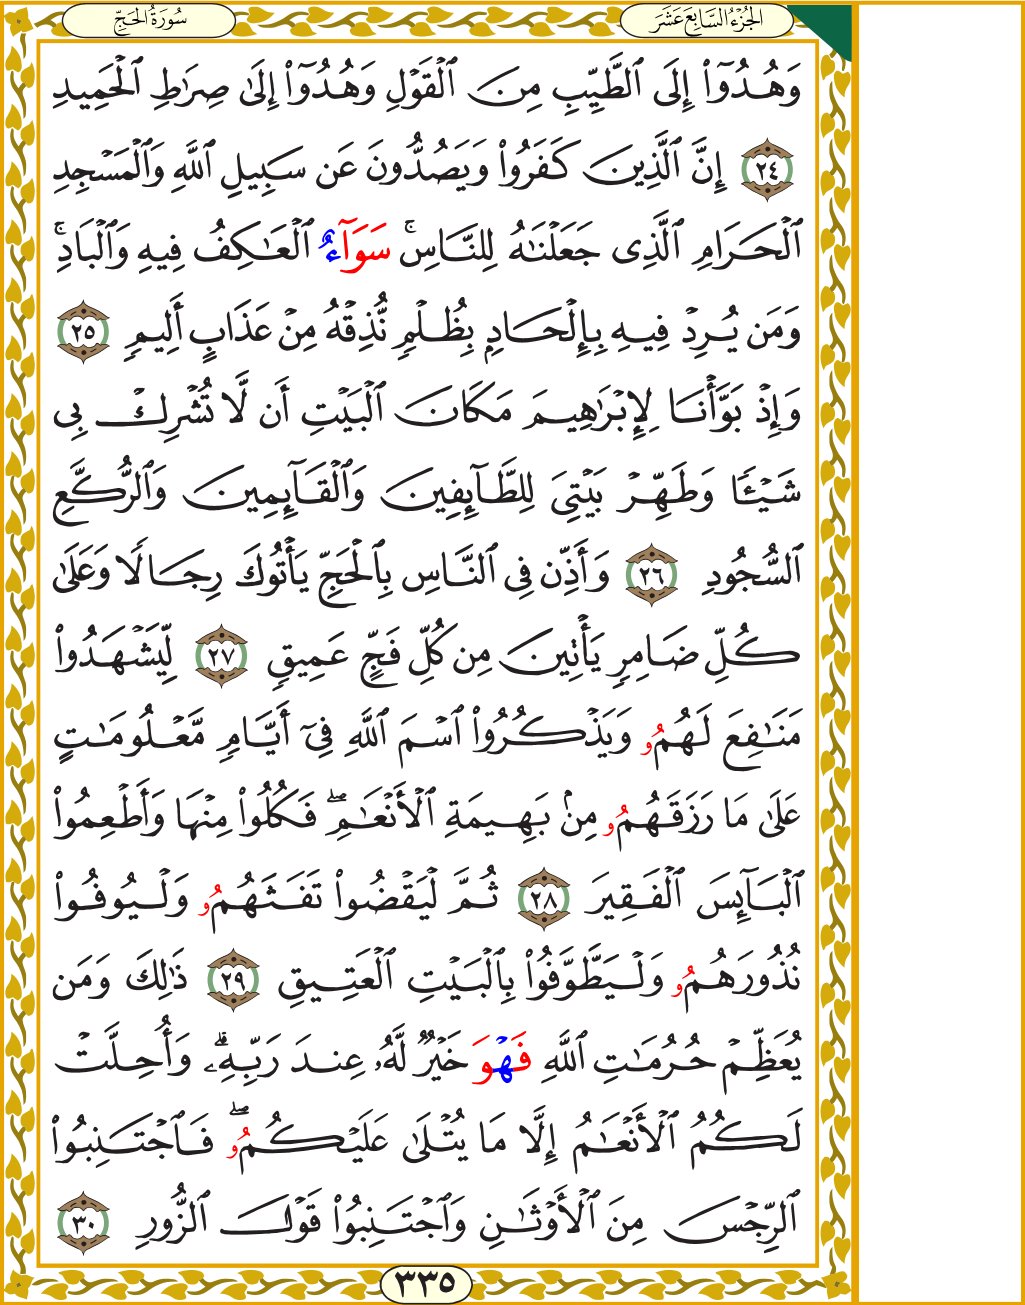 الجُزْءُ السَّابِعَ عَشَرَ
سُورَةُ الحَجِّ
وَهُدُوٓاْ إِلَى ٱلطَّيِّبِ مِنَ ٱلْقَوْلِ وَهُدُوٓاْ إِلَىٰ صِرَٰطِ ٱلْحَمِيدِ
٢٤ إِنَّ ٱلَّذِينَ كَفَرُواْ وَيَصُدُّونَ عَن سَبِيلِ ٱللَّهِ وَٱلْمَسْجِدِ
ٱلْحَرَامِ ٱلَّذِى جَعَلْنَٰهُ لِلنَّاسِ ۚ سَوَآءٌ ٱلْعَٰكِفُ فِيهِ وَٱلْبَادِ ۚ
وَمَن يُرِدْ فِيهِ بِإِلْحَادٍ بِظُلْمٍ نُّذِقْهُ مِنْ عَذَابٍ أَلِيمٍ ٢٥
وَإِذْ بَوَّأْنَا لِإِبْرَٰهِيمَ مَكَانَ ٱلْبَيْتِ أَن لَّا تُشْرِكْ بِى
شَيْـًٔا وَطَهِّرْ بَيْتِىَ لِلطَّآئِفِينَ وَٱلْقَآئِمِينَ وَٱلرُّكَّعِ
ٱلسُّجُودِ ٢٦ وَأَذِّن فِى ٱلنَّاسِ بِٱلْحَجِّ يَأْتُوكَ رِجَالًا وَعَلَىٰ
كُلِّ ضَامِرٍ يَأْتِينَ مِن كُلِّ فَجٍّ عَمِيقٍ ٢٧ لِّيَشْهَدُواْ
مَنَٰفِعَ لَهُمُو وَيَذْكُرُواْ ٱسْمَ ٱللَّهِ فِىٓ أَيَّامٍ مَّعْلُومَٰتٍ
عَلَىٰ مَا رَزَقَهُمُو مِنۢ بَهِيمَةِ ٱلْأَنْعَٰمِ ۖ فَكُلُواْ مِنْهَا وَأَطْعِمُواْ
ٱلْبَآئِسَ ٱلْفَقِيرَ ٢٨ ثُمَّ لْيَقْضُواْ تَفَثَهُمُو وَلْيُوفُواْ
نُذُورَهُمُو وَلْيَطَّوَّفُواْ بِٱلْبَيْتِ ٱلْعَتِيقِ ٢٩ ذَٰلِكَ وَمَن
يُعَظِّمْ حُرُمَٰتِ ٱللَّهِ فَهْوَ خَيْرٌ لَّهُۥ عِندَ رَبِّهِۦ ۗ وَأُحِلَّتْ
لَكُمُ ٱلْأَنْعَٰمُ إِلَّا مَا يُتْلَىٰ عَلَيْكُمُو ۖ فَٱجْتَنِبُواْ
ٱلرِّجْسَ مِنَ ٱلْأَوْثَٰنِ وَٱجْتَنِبُواْ قَوْلَ ٱلزُّورِ ٣٠
٣٣٥